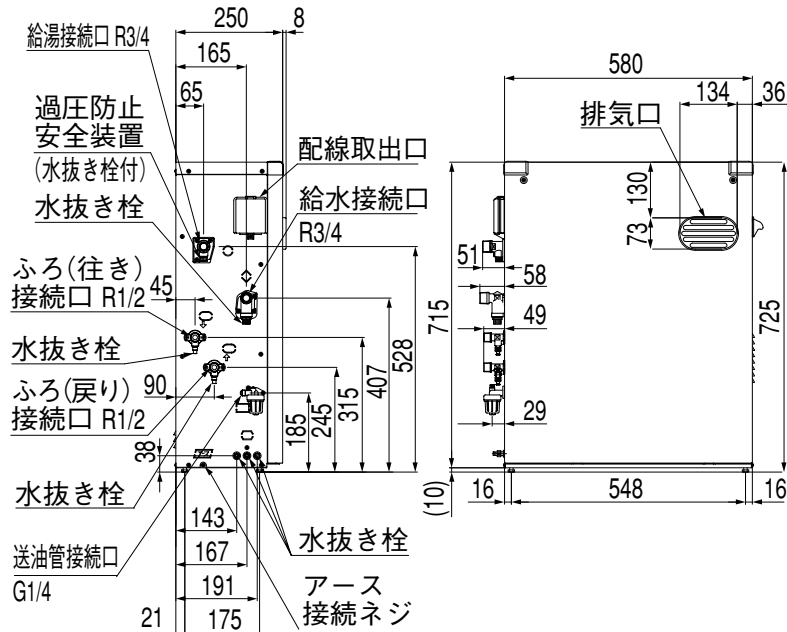 250
8
給湯接続口 R3/4
165
65
過圧防止
安全装置
(水抜き栓付)
水抜き栓
配線取出口
給水接続口
R3/4
ふろ(往き)
接続口 R1/2
45
水抜き栓
90
ふろ(戻り)
接続口 R1/2
38
水抜き栓
送油管接続口
G1/4
143
167
191
21
175
水抜き栓
アース
接続ネジ
185
245
315
407
528
580
134
36
排気口
130
73
51
58
49
29
715
725
(10)
16
548
16